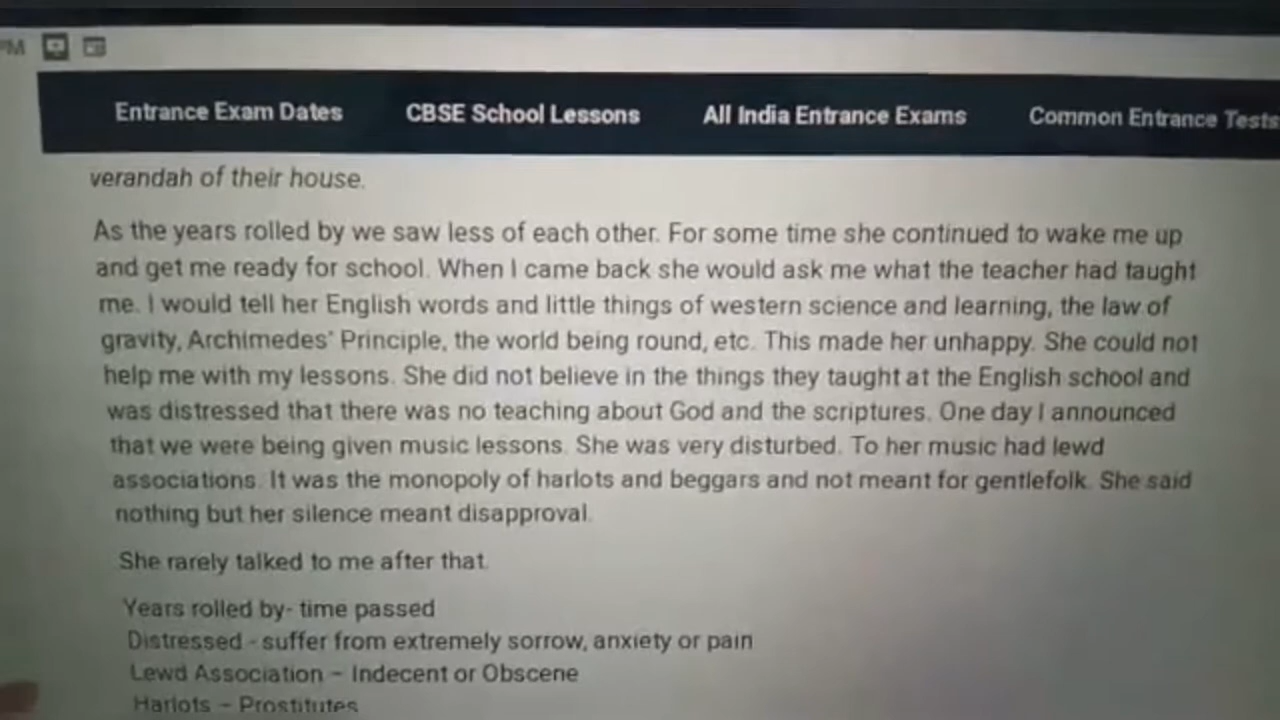 PM
Entrance Exam Dates CBSE School Lessons All India Entrance Exams Common Entrance Tests
verandah of their house.
As the years rolled by we saw less of each other. For some time she continued to wake me up
and get me ready for school. When I came back she would ask me what the teacher had taught
me. I would tell her English words and little things of western science and learning, the law of
gravity, Archimedes' Principle, the world being round, etc. This made her unhappy. She could not
help me with my lessons. She did not believe in the things they taught at the English school and
was distressed that there was no teaching about God and the scriptures. One day I announced
that we were being given music lessons. She was very disturbed. To her music had lewd
associations. It was the monopoly of harlots and beggars and not meant for gentlefolk. She said
nothing but her silence meant disapproval.
She rarely talked to me after that.
Years rolled by- time passed
Distressed - suffer from extremely sorrow, anxiety or pain
Lewd Association – Indecent or Obscene
Harlots – Prostitutes